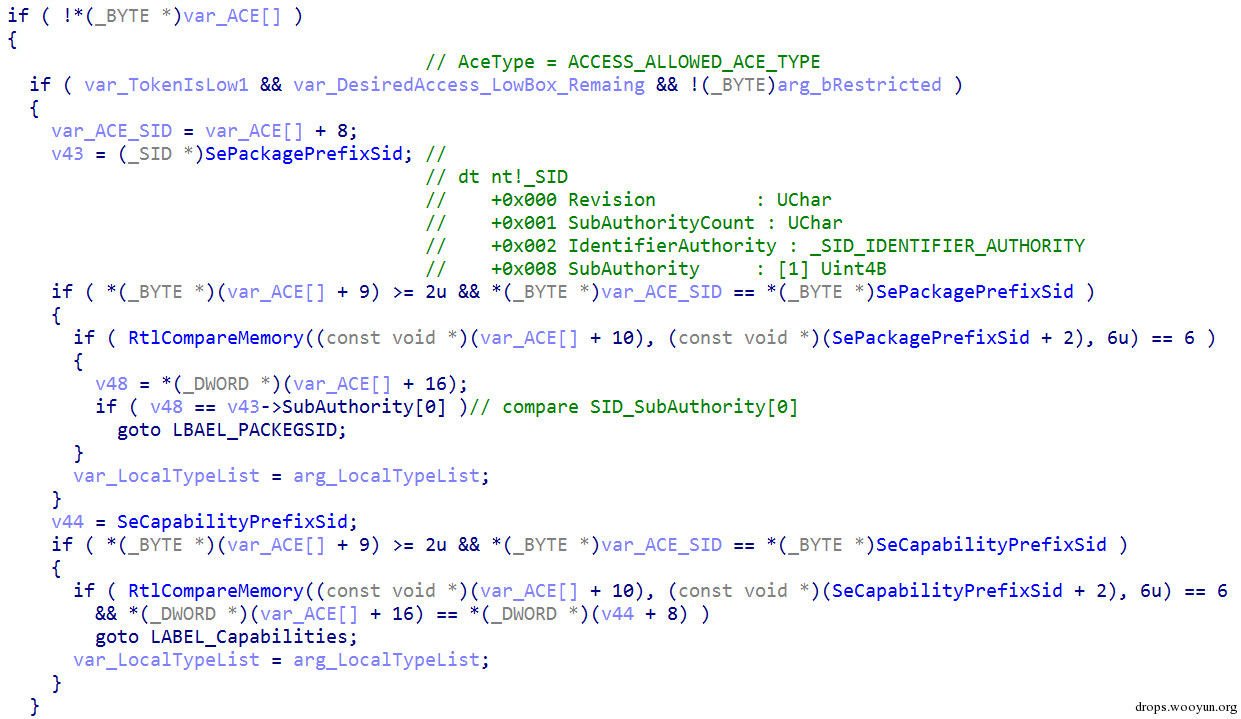 if ( !*(_BYTE *)var_ACE[] )
{
// AceType = ACCESS_ALLOWED_ACE_TYPE
if ( var_TokenIsLow1 && var_DesiredAccess_LowBox_Remaing && !(_BYTE)arg_bRestricted )
{
var_ACE_SID = var_ACE[] + 8;
v43 = (_SID *)SePackagePrefixSid; //
// dt nt!_SID
// +0x000 Revision : UChar
// +0x001 SubAuthorityCount : UChar
// +0x002 IdentifierAuthority : _SID_IDENTIFIER_AUTHORITY
// +0x008 SubAuthority : [1] Uint4B
if ( *(_BYTE *)(var_ACE[] + 9) >= 2u && *(_BYTE *)var_ACE_SID == *(_BYTE *)SePackagePrefixSid )
{
if ( RtlCompareMemory((const void *)(var_ACE[] + 10), (const void *)(SePackagePrefixSid + 2), 6u) == 6 )
{
v48 = *(_DWORD *)(var_ACE[] + 16);
if ( v48 == v43->SubAuthority[0] )// compare SID_SubAuthority[0]
goto LBAEL_PACKEGSID;
}
var_LocalTypeList = arg_LocalTypeList;
}
v44 = SeCapabilityPrefixSid;
if ( *(_BYTE *)(var_ACE[] + 9) >= 2u && *(_BYTE *)var_ACE_SID == *(_BYTE *)SeCapabilityPrefixSid )
{
if ( RtlCompareMemory((const void *)(var_ACE[] + 10), (const void *)(SeCapabilityPrefixSid + 2), 6u) == 6
&& *(_DWORD *)(var_ACE[] + 16) == *(_DWORD *)(v44 + 8) )
goto LABEL_Capabilities;
var_LocalTypeList = arg_LocalTypeList;
}
}
drops.wooyun.org